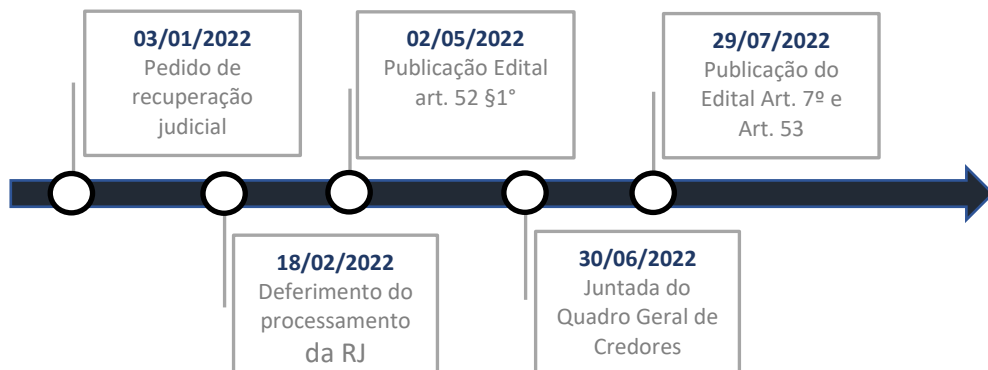 03/01/2022
Pedido de
recuperação
judicial
02/05/2022
Publicação Edital
art. 52 §1°
29/07/2022
Publicação do
Edital Art. 7º e
Art. 53
18/02/2022
Deferimento do
processamento
da RJ
30/06/2022
Juntada do
Quadro Geral de
Credores